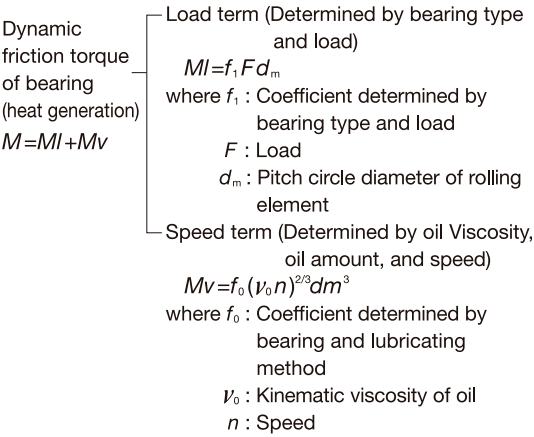 Dynamic
friction torque
of bearing
(heat generation)
M=Ml+Mv
Load term (Determined by bearing type
and load)
Ml=f₁Fdₘ
where f₁ : Coefficient determined by
bearing type and load
F : Load
dₘ : Pitch circle diameter of rolling
element
Speed term (Determined by oil Viscosity,
oil amount, and speed)
Mv=f₀(ν₀n)²ᐟ³dm³
where f₀ : Coefficient determined by
bearing and lubricating
method
ν₀ : Kinematic viscosity of oil
n : Speed